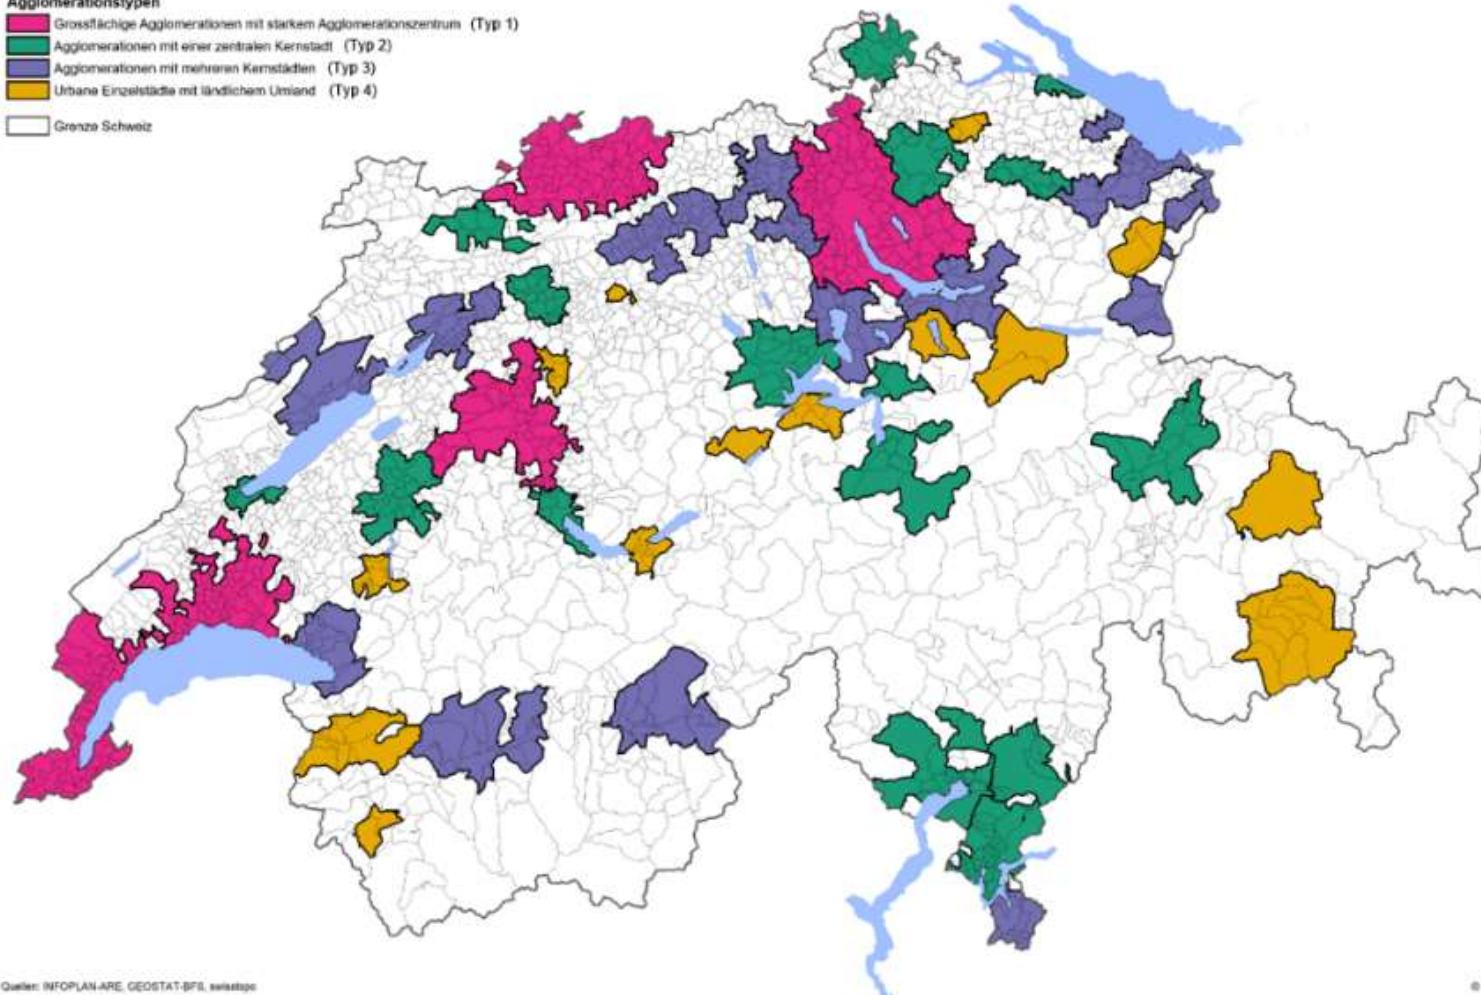 Agglomerationstypen
Grossflächige Agglomerationen mit starkem Agglomerationszentrum (Typ 1)
Agglomerationen mit einer zentralen Kernstadt (Typ 2)
Agglomerationen mit mehreren Kernstädten (Typ 3)
Urbane Einzelstädte mit ländlichem Umland (Typ 4)
Grenze Schweiz
Quellen: INFOPLAN-ARE, GEOSTAT-BFS, swisstopo
©